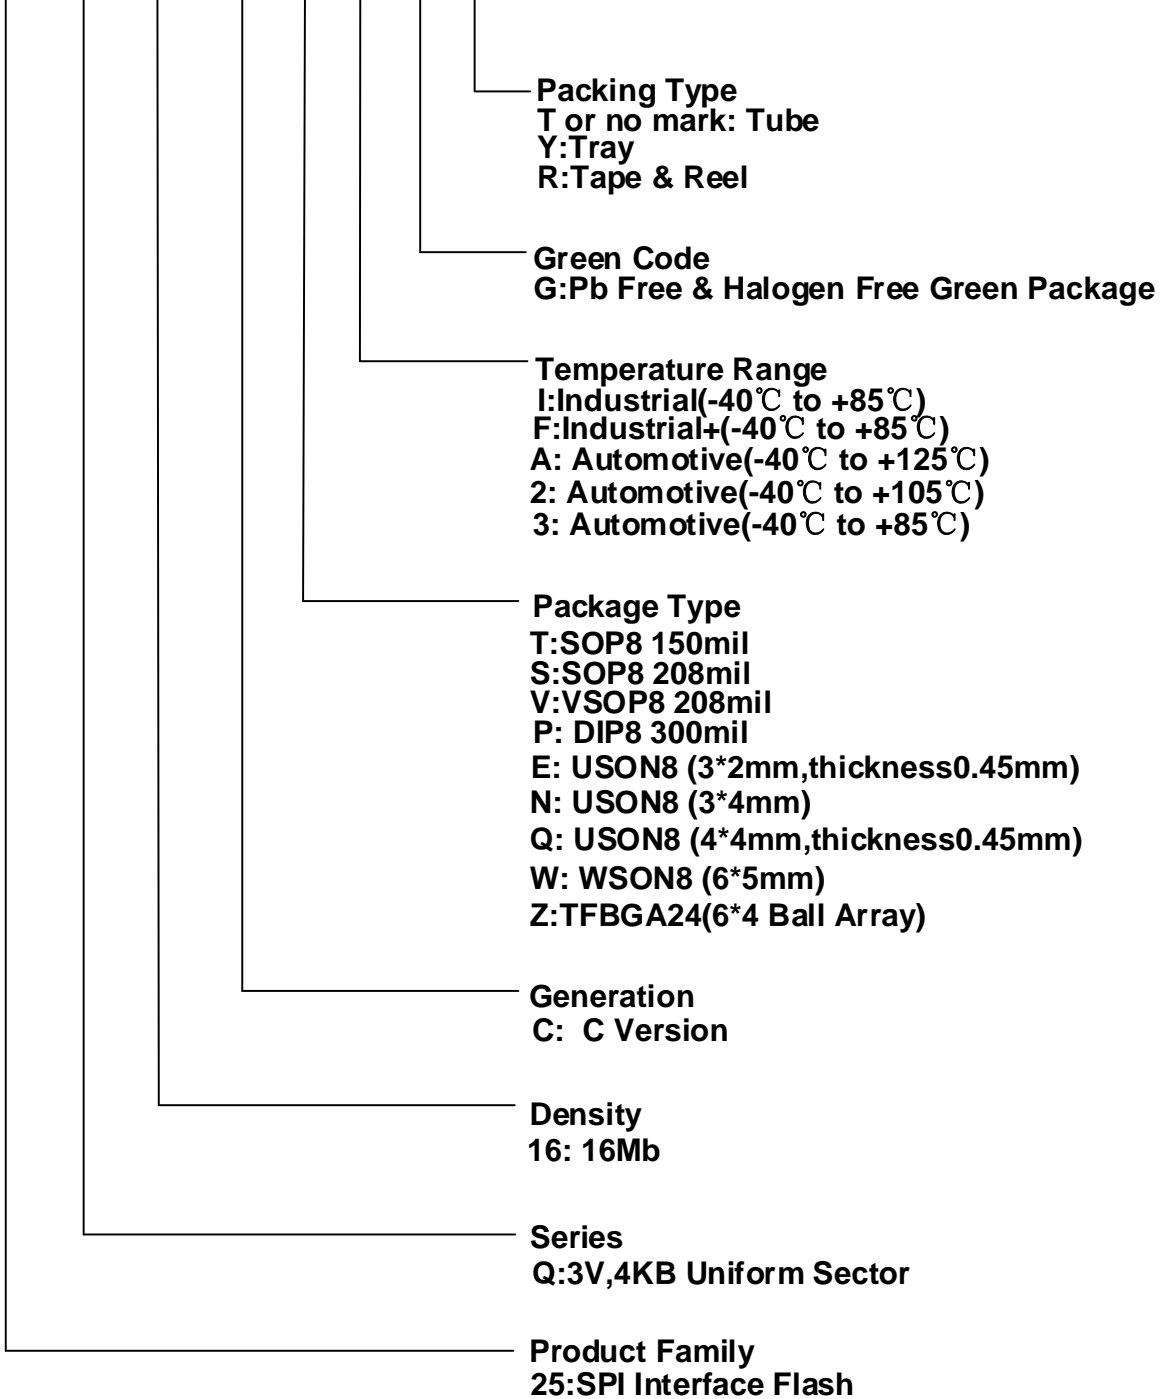 Packing Type
T or no mark: Tube
Y:Tray
R:Tape & Reel
Green Code
G:Pb Free & Halogen Free Green Package
Temperature Range
I:Industrial(-40℃ to +85℃)
F:Industrial+(-40℃ to +85℃)
A: Automotive(-40℃ to +125℃)
2: Automotive(-40℃ to +105℃)
3: Automotive(-40℃ to +85℃)
Package Type
T:SOP8 150mil
S:SOP8 208mil
V:VSOP8 208mil
P: DIP8 300mil
E: USON8 (3*2mm,thickness0.45mm)
N: USON8 (3*4mm)
Q: USON8 (4*4mm,thickness0.45mm)
W: WSON8 (6*5mm)
Z:TFBGA24(6*4 Ball Array)
Generation
C: C Version
Density
16: 16Mb
Series
Q:3V,4KB Uniform Sector
Product Family
25:SPI Interface Flash